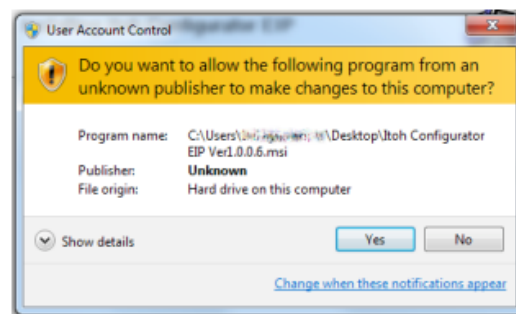 User Account Control
Do you want to allow the following program from an
unknown publisher to make changes to this computer?
Program name: C:\Users\ \Desktop\Itoh Configurator
EIP Ver1.0.0.6.msi
Publisher: Unknown
File origin: Hard drive on this computer
Show details
Yes
No
Change when these notifications appear